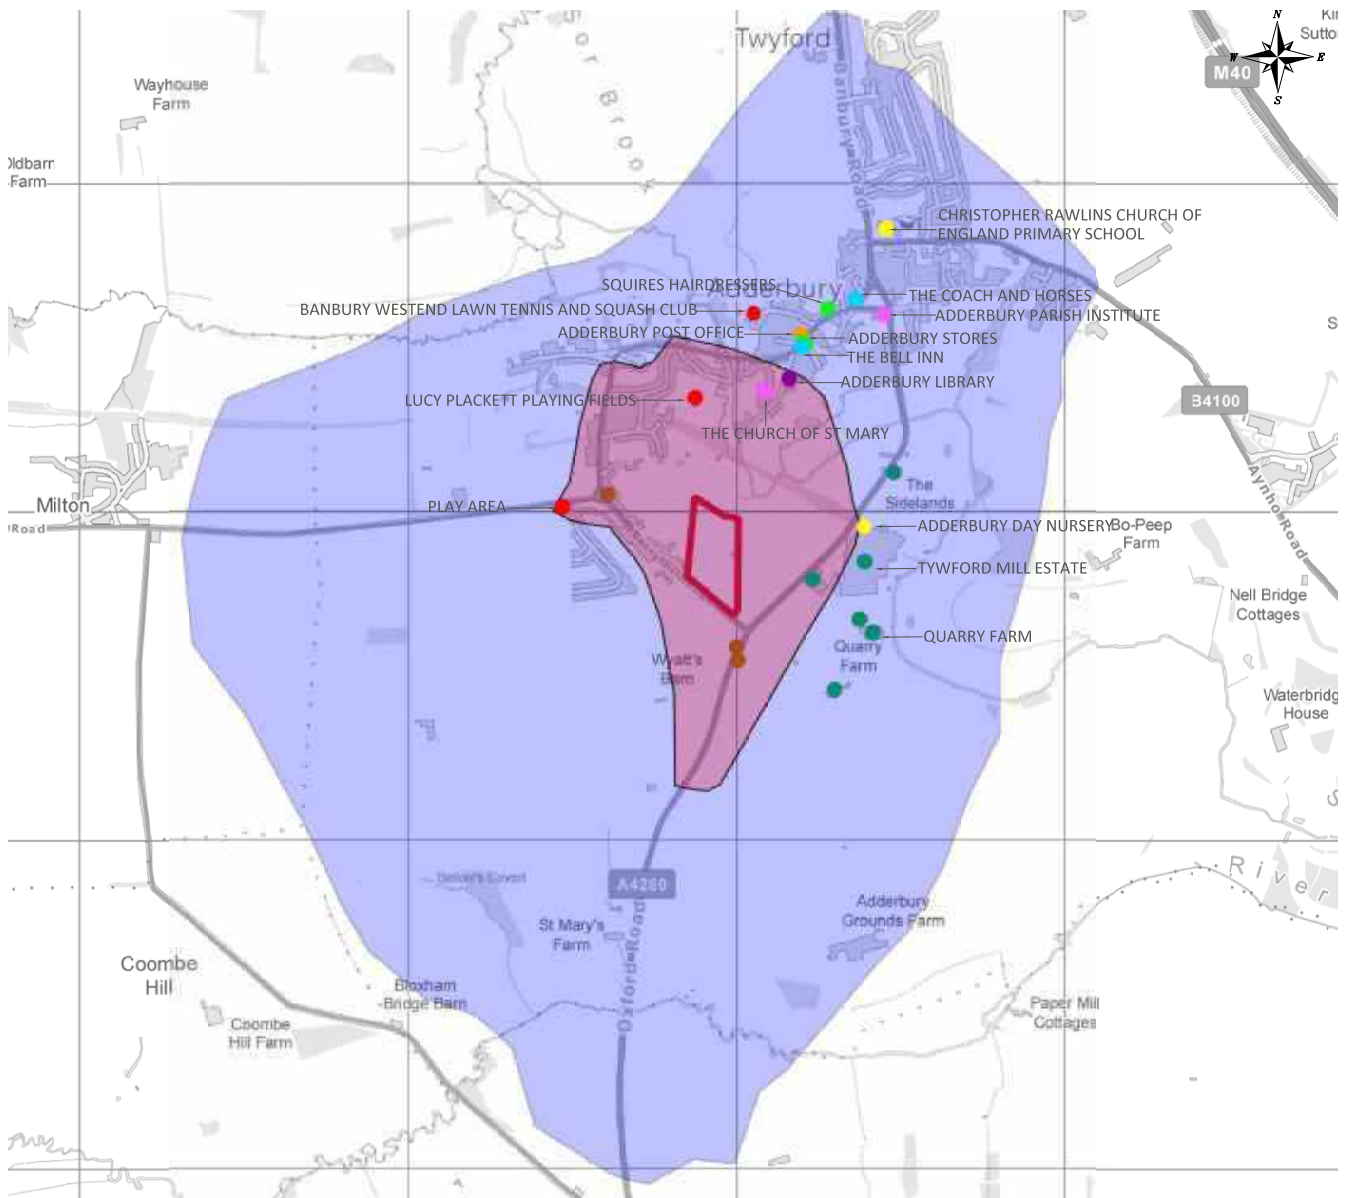 Twyford
N
W
E
S
Kir
Sutto
M40
Wayhouse
Farm
or Brook
Banbury Road
Oldbarn
Farm
CHRISTOPHER RAWLINS CHURCH OF
ENGLAND PRIMARY SCHOOL
SQUIRES HAIRDRESSERS
Adderbury
THE COACH AND HORSES
BANBURY WESTEND LAWN TENNIS AND SQUASH CLUB
ADDERBURY PARISH INSTITUTE
ADDERBURY POST OFFICE
ADDERBURY STORES
THE BELL INN
ADDERBURY LIBRARY
LUCY PLACKETT PLAYING FIELDS
B4100
THE CHURCH OF ST MARY
The
Sidelands
Aynho Road
Milton
PLAY AREA
Road
ADDERBURY DAY NURSERY
Bo-Peep
Farm
TYWFORD MILL ESTATE
Nell Bridge
Cottages
QUARRY FARM
Quarry
Farm
Wyatt's
Barn
Waterbridg
House
S
A4260
River
Adderbury
Grounds Farm
St Mary's
Farm
Oxford Road
Coombe
Hill
Bloxham
Bridge Barn
Paper Mill
Cottages
Coombe
Hill Farm